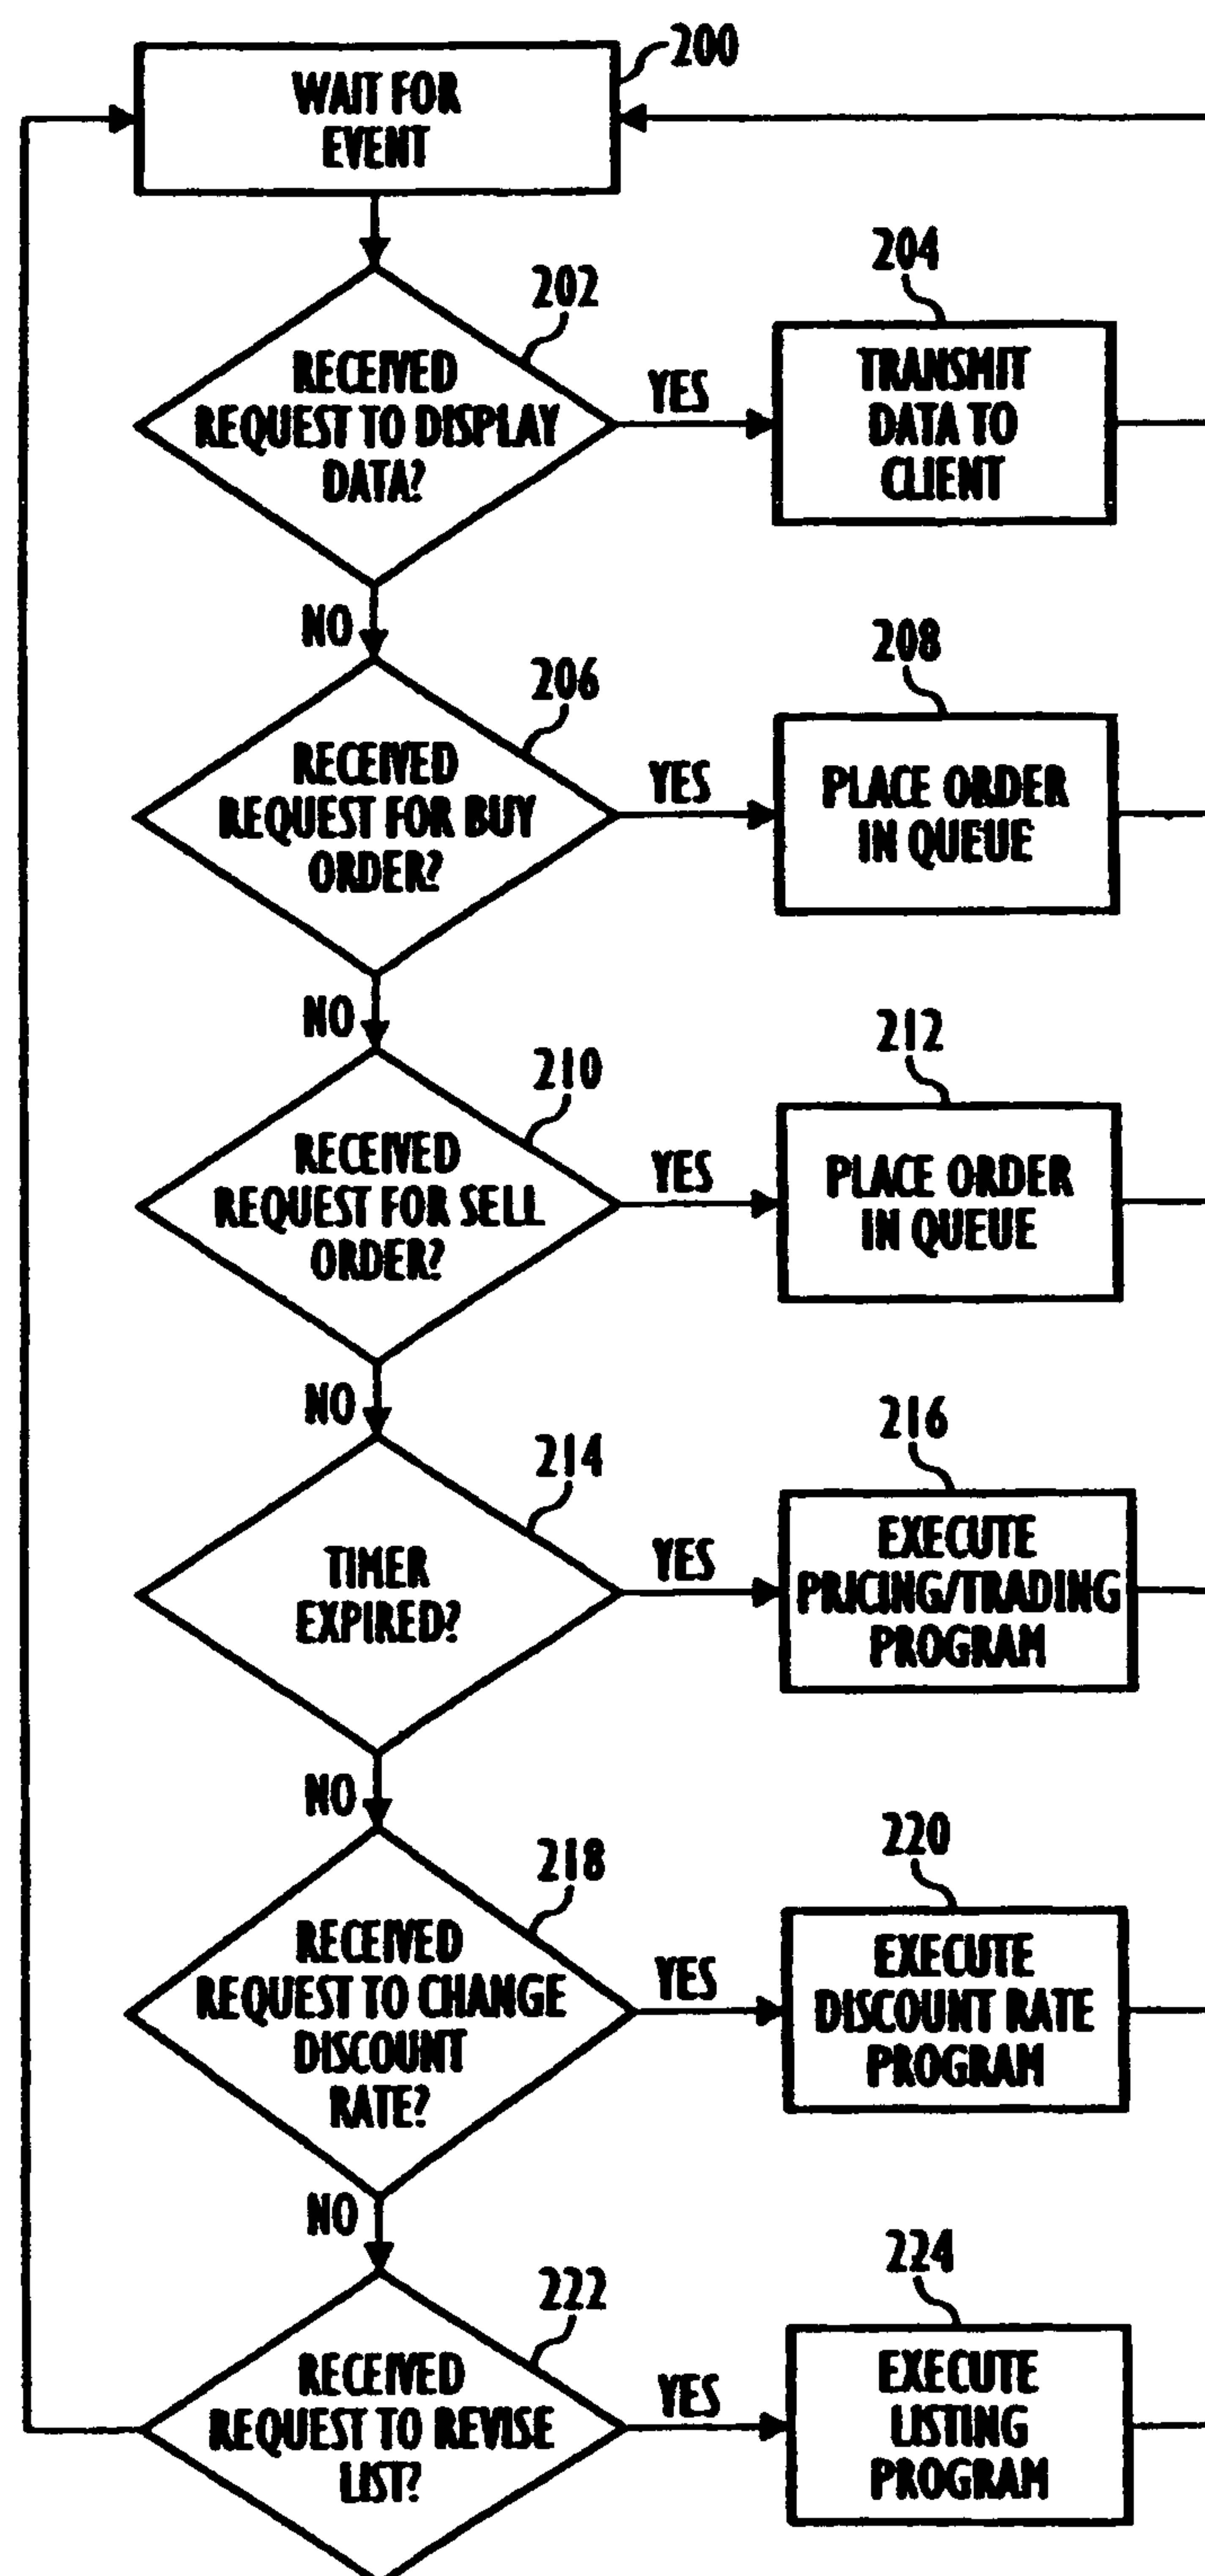 200
WAIT FOR
EVENT
202
RECEIVED
REQUEST TO DISPLAY
DATA?
YES
204
TRANSMIT
DATA TO
CLIENT
NO
206
RECEIVED
REQUEST FOR BUY
ORDER?
YES
208
PLACE ORDER
IN QUEUE
NO
210
RECEIVED
REQUEST FOR SELL
ORDER?
YES
212
PLACE ORDER
IN QUEUE
NO
214
TIMER
EXPIRED?
YES
216
EXECUTE
PRICING/TRADING
PROGRAM
NO
218
RECEIVED
REQUEST TO CHANGE
DISCOUNT
RATE?
YES
220
EXECUTE
DISCOUNT RATE
PROGRAM
NO
222
RECEIVED
REQUEST TO REVISE
LIST?
YES
224
EXECUTE
LISTING
PROGRAM